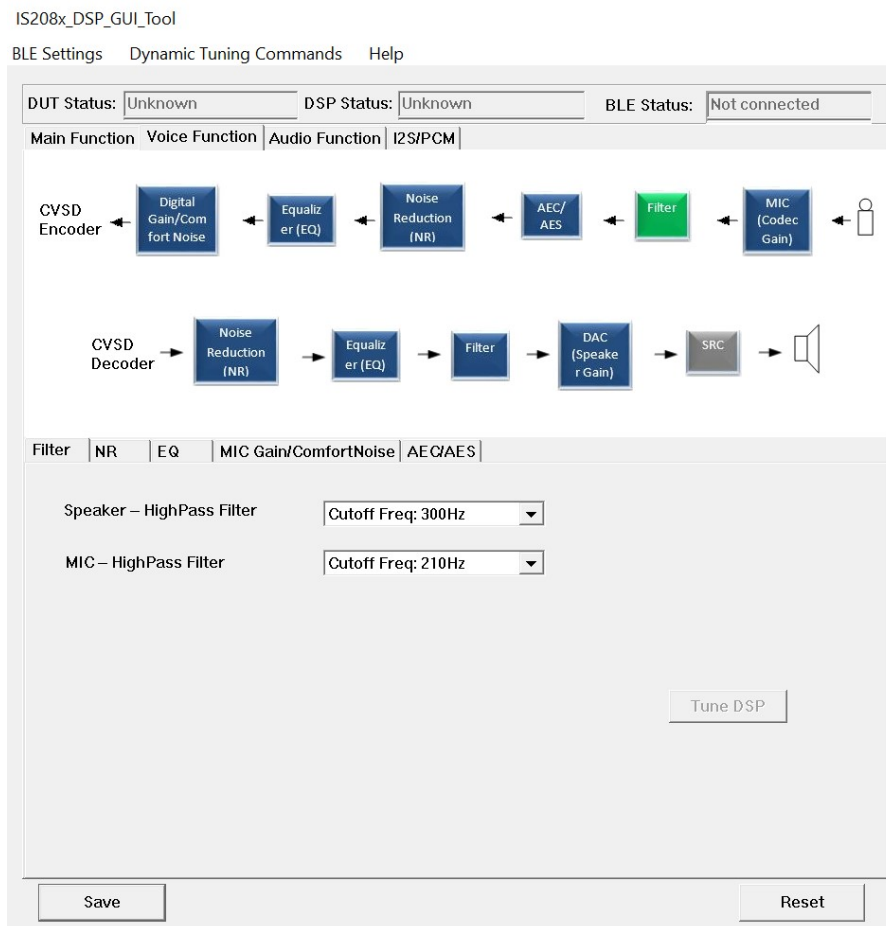 IS208x_DSP_GUI_Tool
BLE Settings Dynamic Tuning Commands Help
DUT Status: Unknown DSP Status: Unknown BLE Status: Not connected
Main Function Voice Function Audio Function I2S/PCM
CVSD
Encoder
Digital
Gain/Com
fort Noise
Equaliz
er (EQ)
Noise
Reduction
(NR)
AEC/
AES
Filter
MIC
(Codec
Gain)
CVSD
Decoder
Noise
Reduction
(NR)
Equaliz
er (EQ)
Filter
DAC
(Speake
r Gain)
SRC
Filter NR EQ MIC Gain/ComfortNoise AEC/AES
Speaker – HighPass Filter Cutoff Freq: 300Hz
MIC – HighPass Filter Cutoff Freq: 210Hz
Tune DSP
Save Reset